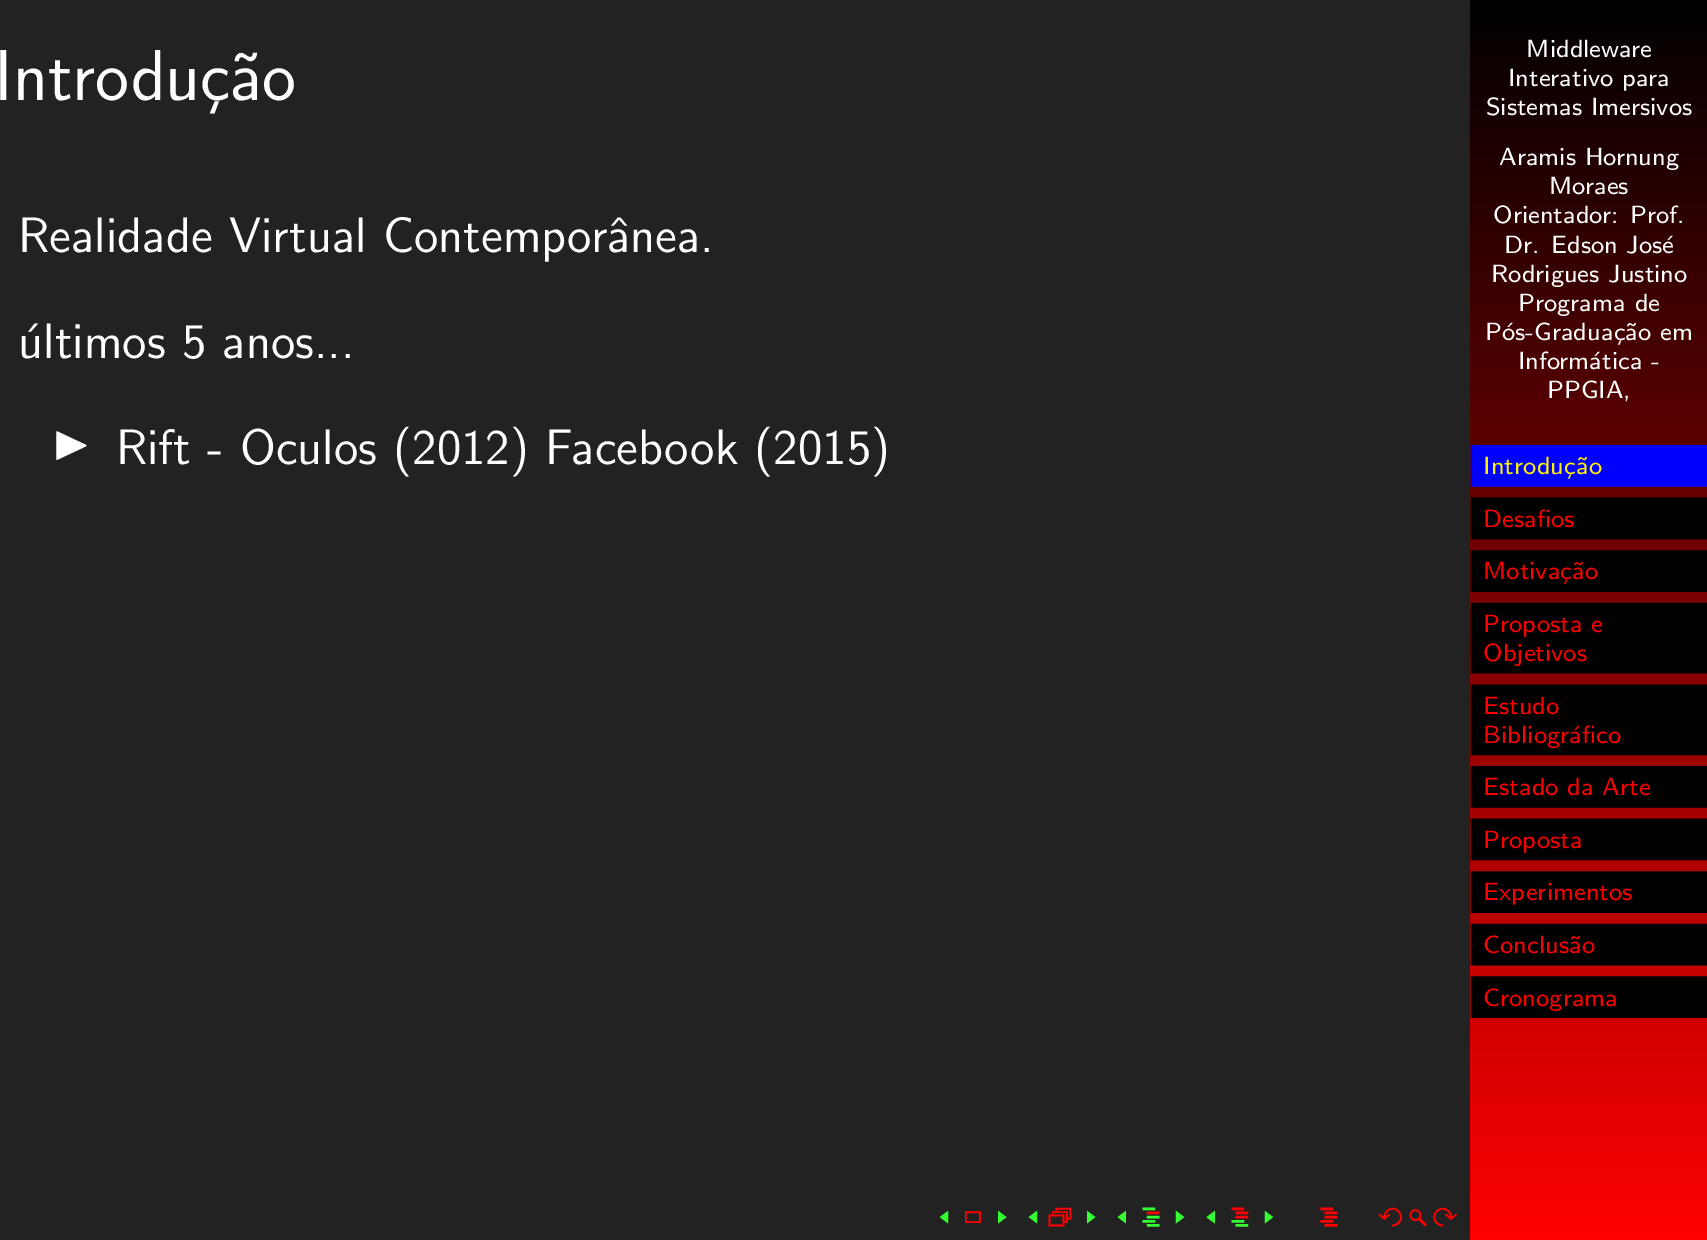 Introdução
Realidade Virtual Contemporânea.
últimos 5 anos...
Rift - Oculos (2012) Facebook (2015)
Middleware
Interativo para
Sistemas Imersivos
Aramis Hornung
Moraes
Orientador: Prof.
Dr. Edson José
Rodrigues Justino
Programa de
Pós-Graduação em
Informática -
PPGIA,
Introdução
Desafios
Motivação
Proposta e
Objetivos
Estudo
Bibliográfico
Estado da Arte
Proposta
Experimentos
Conclusão
Cronograma